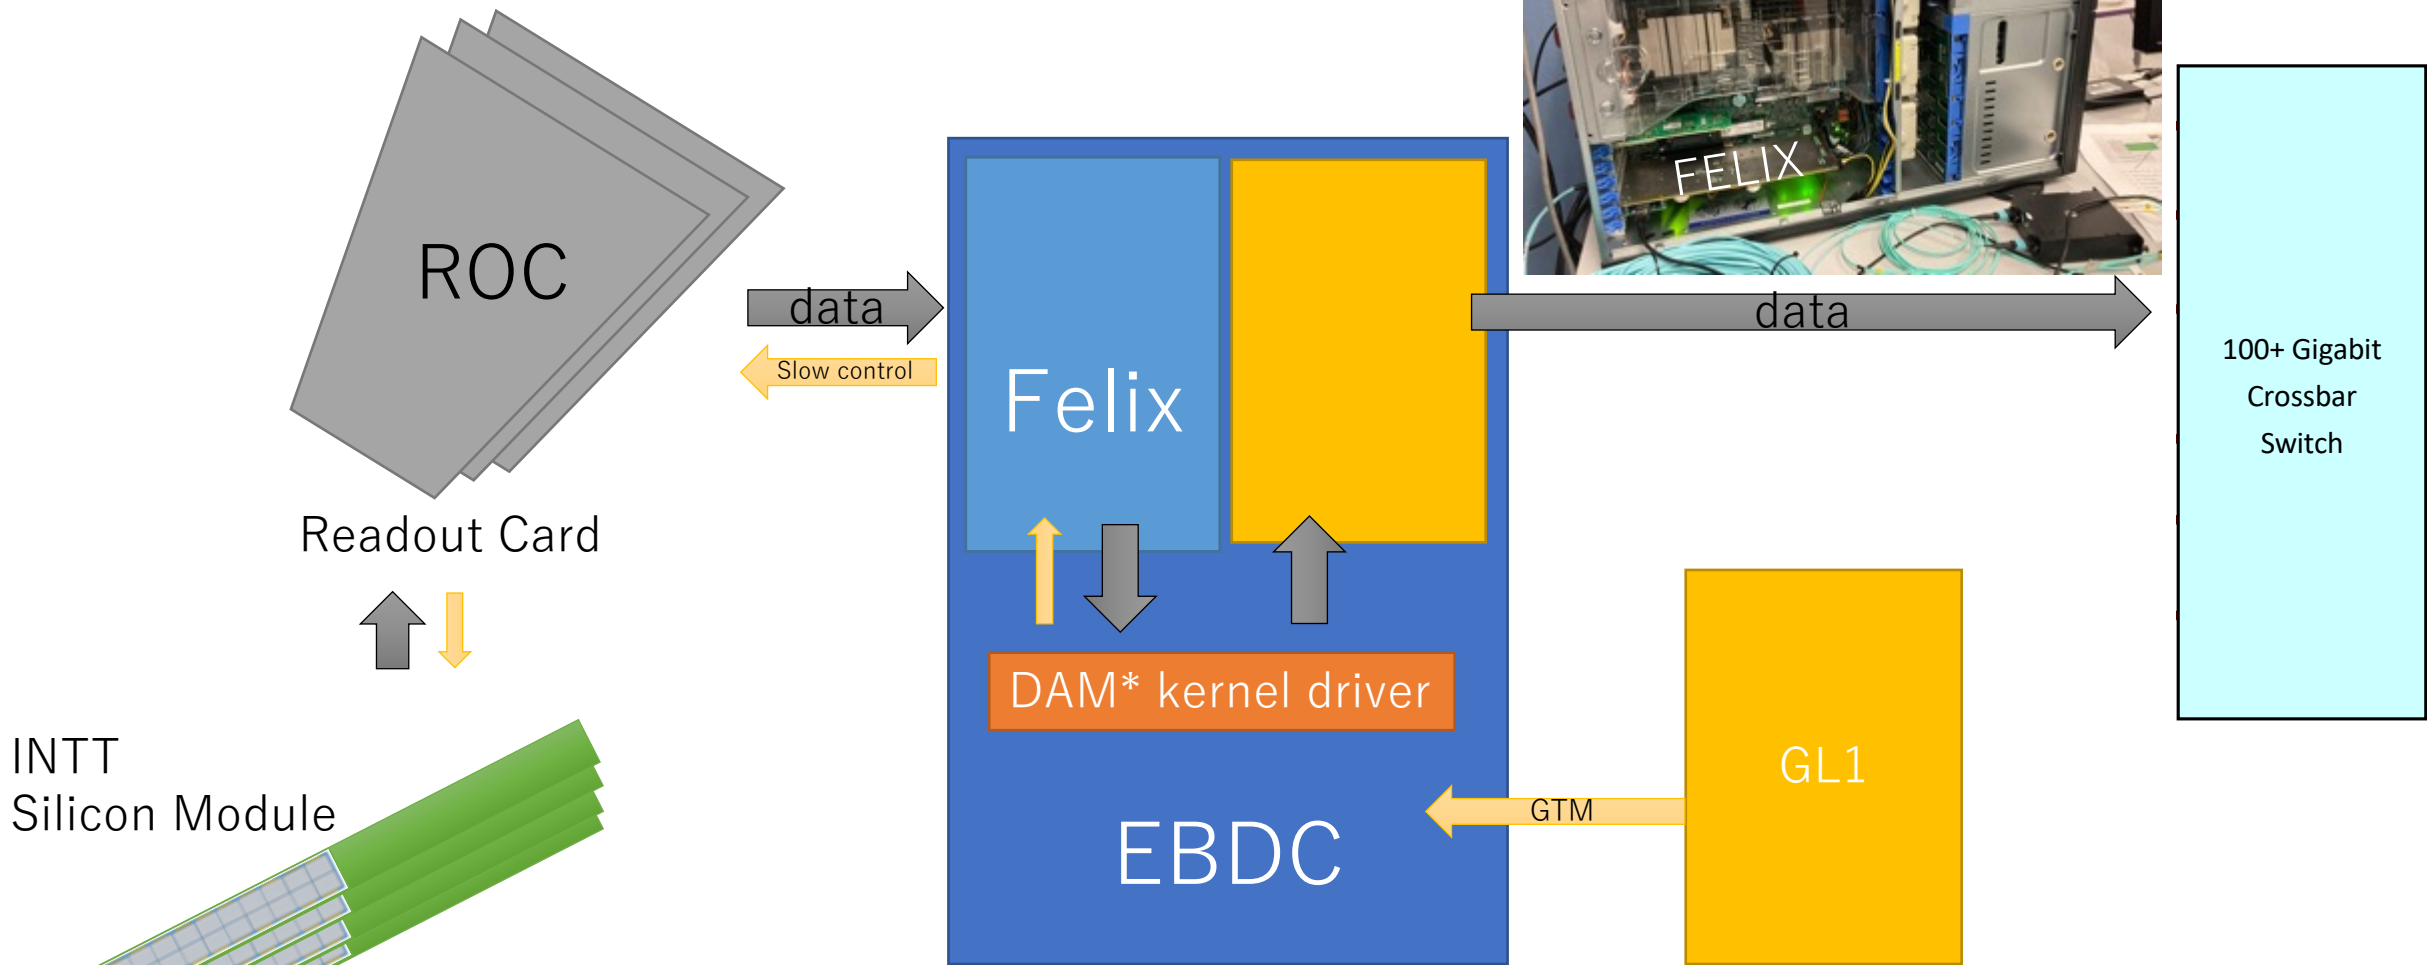 ROC
Readout Card
INTT
Silicon Module
data
Slow control
Felix
DAM* kernel driver
EBDC
FELIX
data
GTM
GL1
100+ Gigabit
Crossbar
Switch